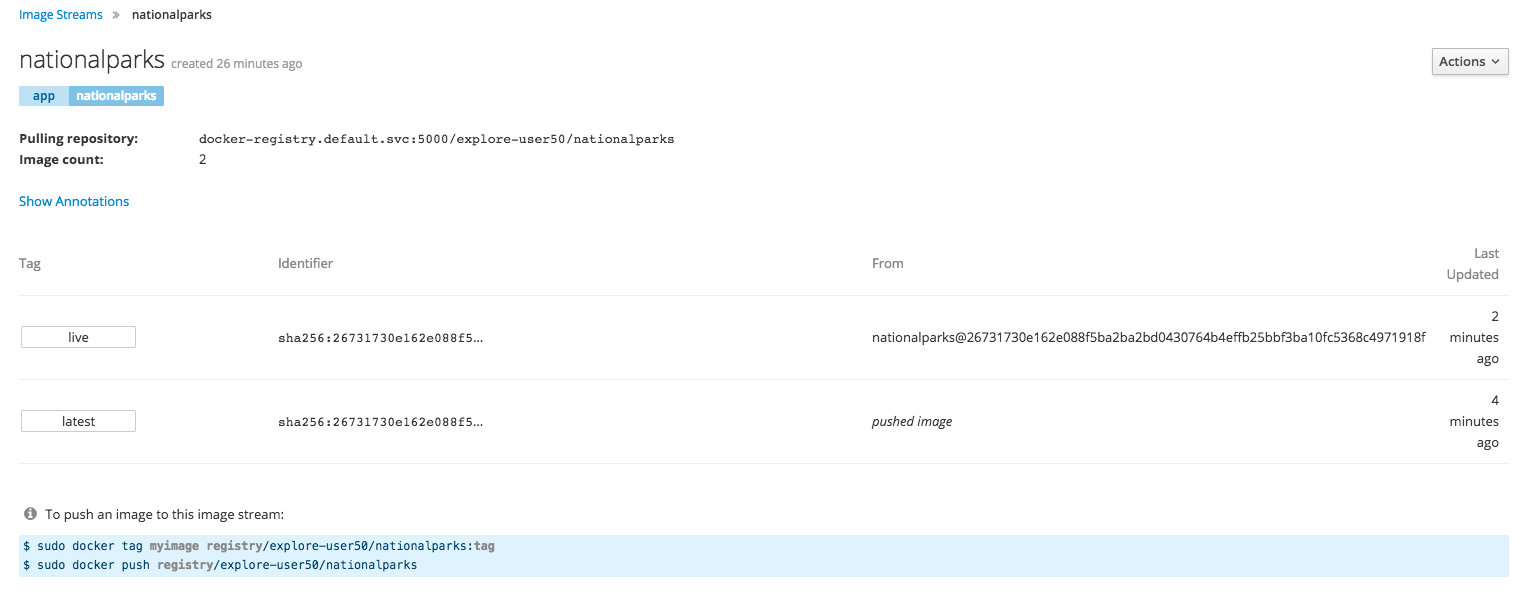 Image Streams » nationalparks
nationalparks created 26 minutes ago
Actions
app nationalparks
Pulling repository: docker-registry.default.svc:5000/explore-user50/nationalparks
Image count: 2
Show Annotations
Tag Identifier From Last Updated
live sha256:26731730e162e088f5... nationalparks@26731730e162e088f5ba2ba2bd0430764b4effb25bbf3ba10fc5368c4971918f 2 minutes ago
latest sha256:26731730e162e088f5... pushed image 4 minutes ago
To push an image to this image stream:
$ sudo docker tag myimage registry/explore-user50/nationalparks:tag
$ sudo docker push registry/explore-user50/nationalparks